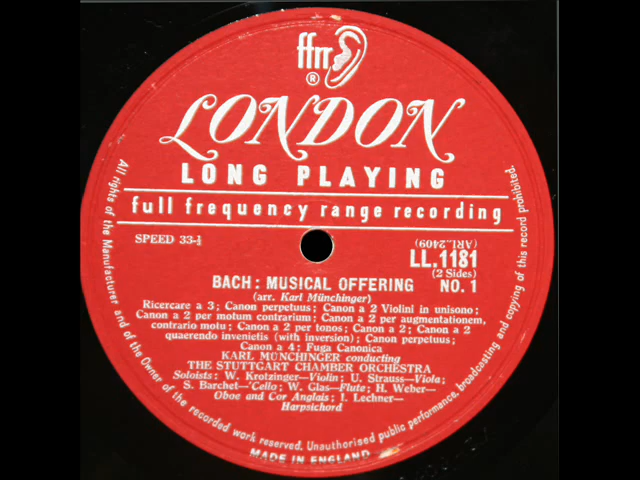 ffrr
®
LONDON
LONG PLAYING
full frequency range recording
SPEED 33-⅓
(ARL.2409)
LL.1181
(2 Sides)
BACH: MUSICAL OFFERING NO. 1
(arr. Karl Münchinger)
Ricercare a 3; Canon perpetuus; Canon a 2 Violini in unisono;
Canon a 2 per motum contrarium; Canon a 2 per augmentationem,
contrario motu; Canon a 2 per tonos; Canon a 2; Canon a 2
quaerendo invenietis (with inversion); Canon perpetuus;
Canon a 4; Fuga Canonica
KARL MÜNCHINGER conducting
THE STUTTGART CHAMBER ORCHESTRA
Soloists: W. Krotzinger—Violin; U. Strauss—Viola;
S. Barchet—'Cello; W. Glas—Flute; H. Weber—
Oboe and Cor Anglais; I. Lechner—
Harpsichord
All rights of the Manufacturer and of the Owner of the recorded work reserved. Unauthorised public performance, broadcasting and copying of this record prohibited.
MADE IN ENGLAND